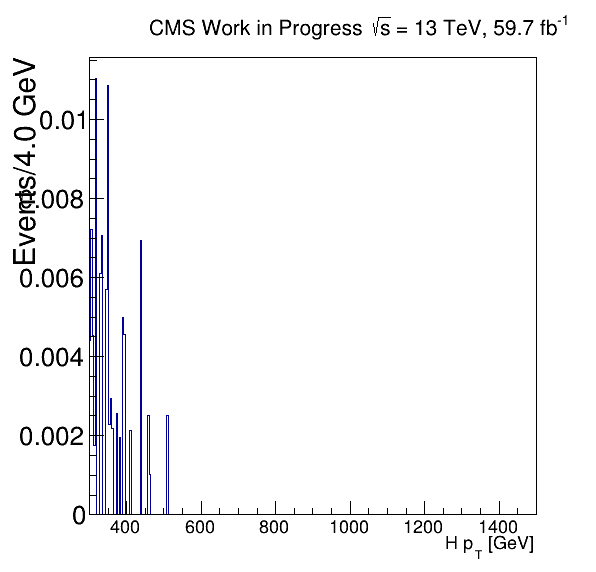 CMS Work in Progress √s = 13 TeV, 59.7 fb⁻¹
Events/4.0 GeV
0.01
0.008
0.006
0.004
0.002
0
400 600 800 1000 1200 1400
H p_T [GeV]